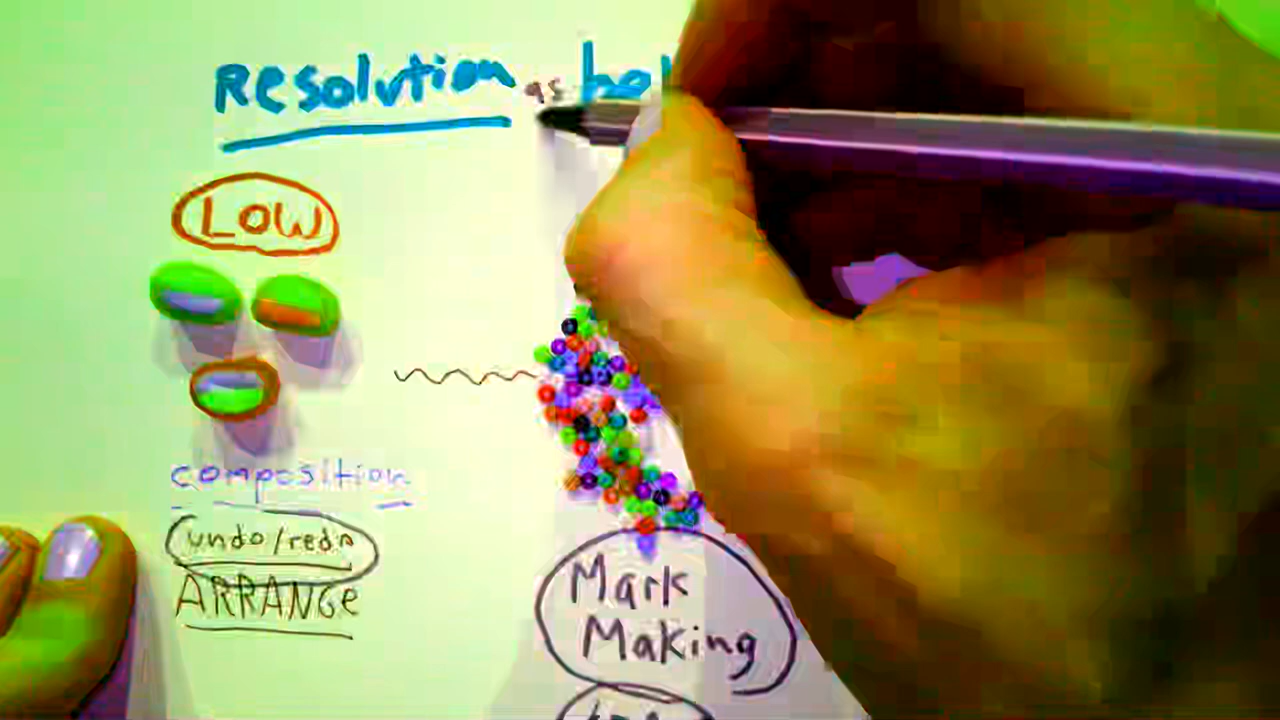 Resolution as
LOW
composition
undo/redo
ARRANGE
Mark
Making